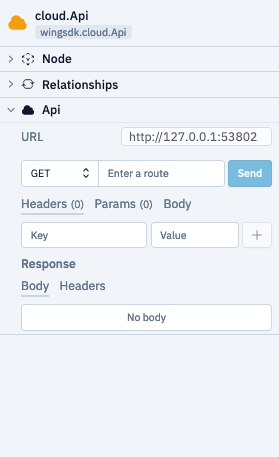 cloud.Api
wingsdk.cloud.Api
Node
Relationships
Api
URL http://127.0.0.1:53802
GET Enter a route Send
Headers (0) Params (0) Body
Key Value +
Response
Body Headers
No body